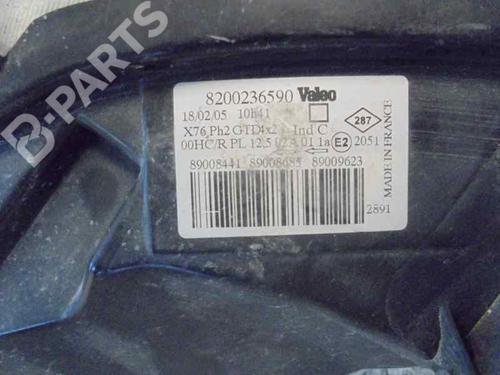 B-PARTS
8200236590 Valeo
18/02/05 10h41
X76 Ph2 GTD4x2 Ind C
287
00HC/R PL 12,5 02A 01 1a E2 2051
89008441 89008685 89009623
2891
MADE IN FRANCE